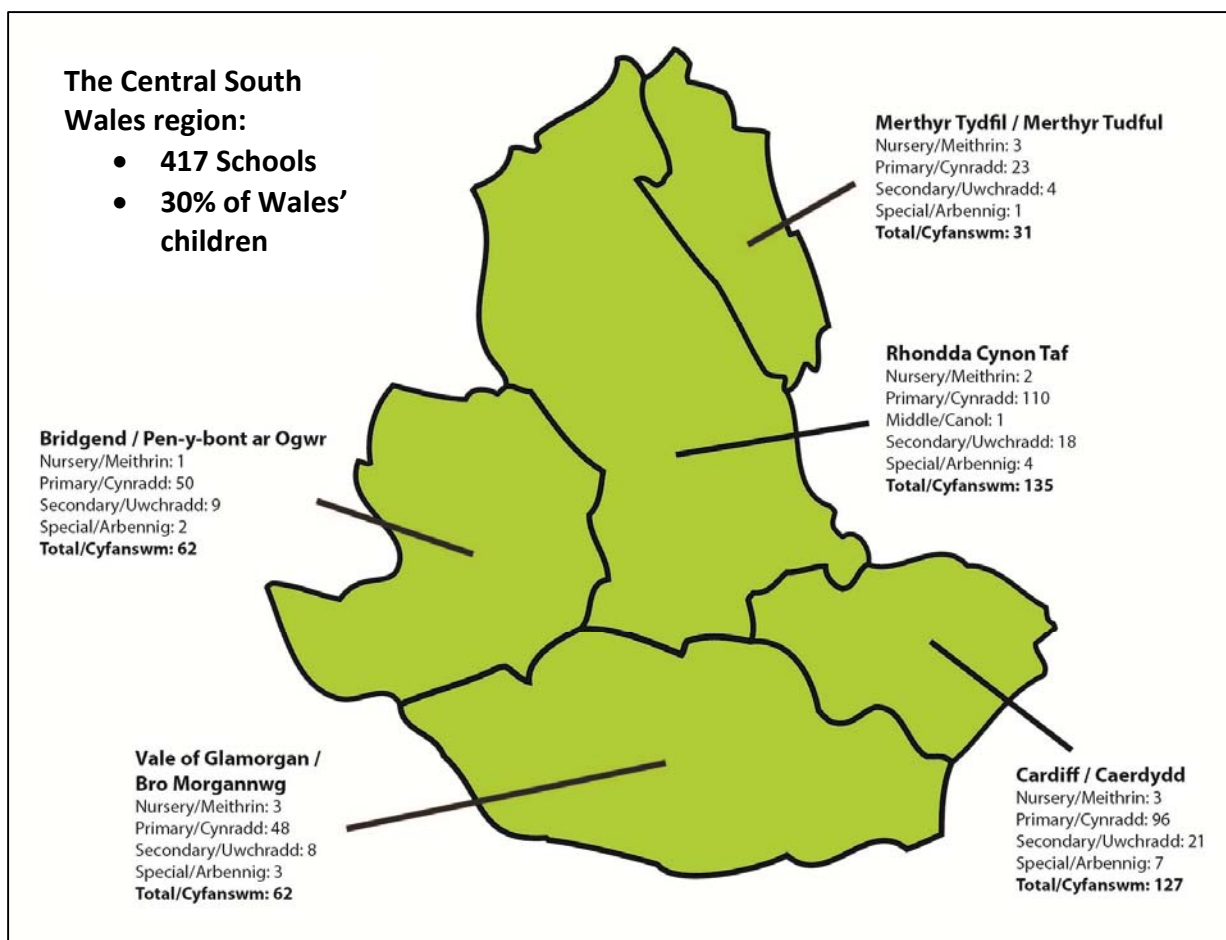 The Central South
Wales region:
• 417 Schools
• 30% of Wales’
children
Merthyr Tydfil / Merthyr Tudful
Nursery/Meithrin: 3
Primary/Cynradd: 23
Secondary/Uwchradd: 4
Special/Arbennig: 1
Total/Cyfanswm: 31
Rhondda Cynon Taf
Nursery/Meithrin: 2
Primary/Cynradd: 110
Middle/Canol: 1
Secondary/Uwchradd: 18
Special/Arbennig: 4
Total/Cyfanswm: 135
Bridgend / Pen-y-bont ar Ogwr
Nursery/Meithrin: 1
Primary/Cynradd: 50
Secondary/Uwchradd: 9
Special/Arbennig: 2
Total/Cyfanswm: 62
Vale of Glamorgan /
Bro Morgannwg
Nursery/Meithrin: 3
Primary/Cynradd: 48
Secondary/Uwchradd: 8
Special/Arbennig: 3
Total/Cyfanswm: 62
Cardiff / Caerdydd
Nursery/Meithrin: 3
Primary/Cynradd: 96
Secondary/Uwchradd: 21
Special/Arbennig: 7
Total/Cyfanswm: 127